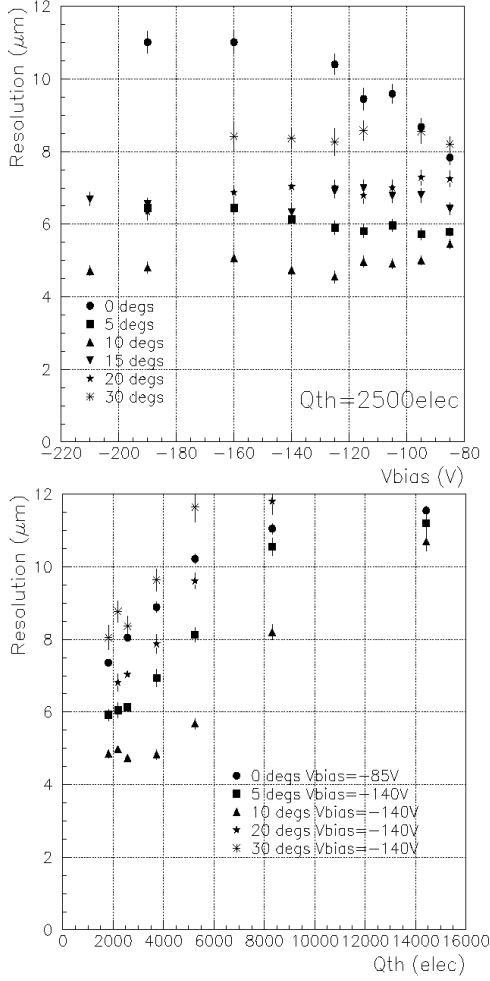 12
10
8
6
4
2
0
Resolution (μm)
0 degs
5 degs
10 degs
15 degs
20 degs
30 degs
Qth=2500elec
−220 −200 −180 −160 −140 −120 −100 −80
Vbias (V)
12
10
8
6
4
2
0
Resolution (μm)
0 degs Vbias=−85V
5 degs Vbias=−140V
10 degs Vbias=−140V
20 degs Vbias=−140V
30 degs Vbias=−140V
0 2000 4000 6000 8000 10000 12000 14000 16000
Qth (elec)